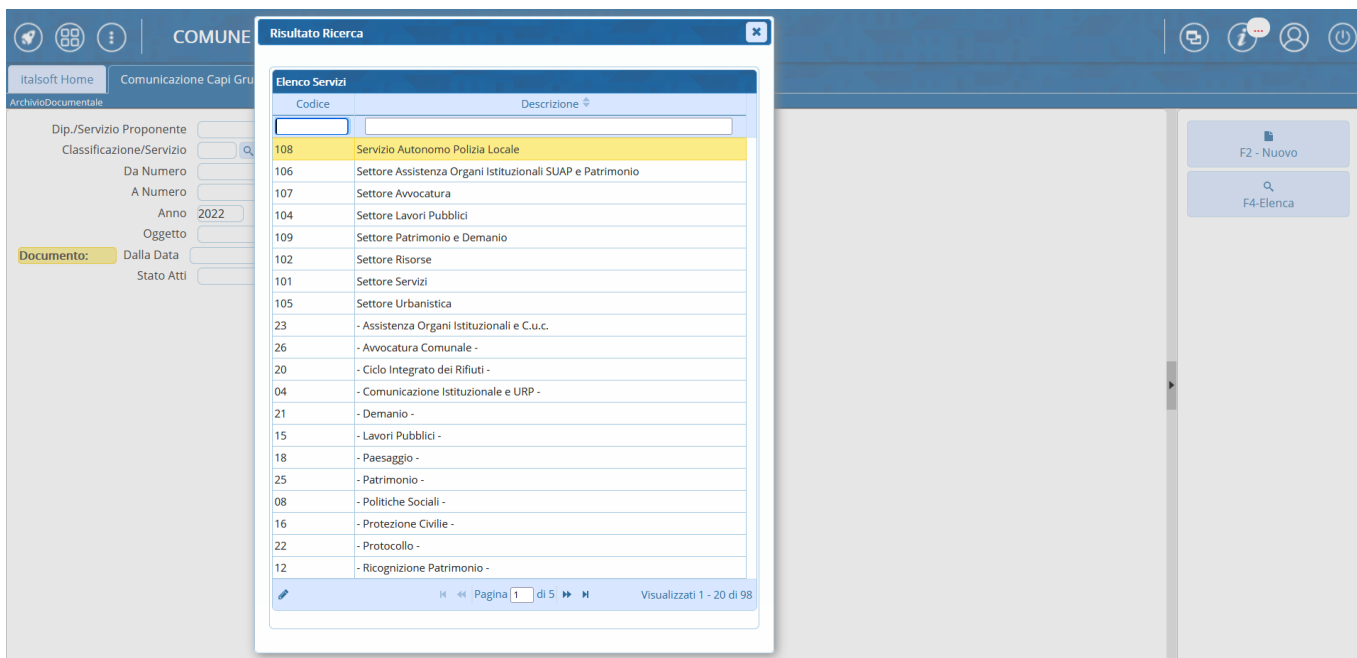 COMUNE
Risultato Ricerca
...
italsoft Home
Comunicazione Capi Gru
ArchivioDocumentale
Elenco Servizi
Codice Descrizione
108 Servizio Autonomo Polizia Locale
106 Settore Assistenza Organi Istituzionali SUAP e Patrimonio
107 Settore Avvocatura
104 Settore Lavori Pubblici
109 Settore Patrimonio e Demanio
102 Settore Risorse
101 Settore Servizi
105 Settore Urbanistica
23 - Assistenza Organi Istituzionali e C.u.c.
26 - Avvocatura Comunale -
20 - Ciclo Integrato dei Rifiuti -
04 - Comunicazione Istituzionale e URP -
21 - Demanio -
15 - Lavori Pubblici -
18 - Paesaggio -
25 - Patrimonio -
08 - Politiche Sociali -
16 - Protezione Civilie -
22 - Protocollo -
12 - Ricognizione Patrimonio -
Pagina 1 di 5
Visualizzati 1 - 20 di 98
Dip./Servizio Proponente
Classificazione/Servizio
Da Numero
A Numero
Anno 2022
Oggetto
Documento: Dalla Data
Stato Atti
F2 - Nuovo
F4-Elenca